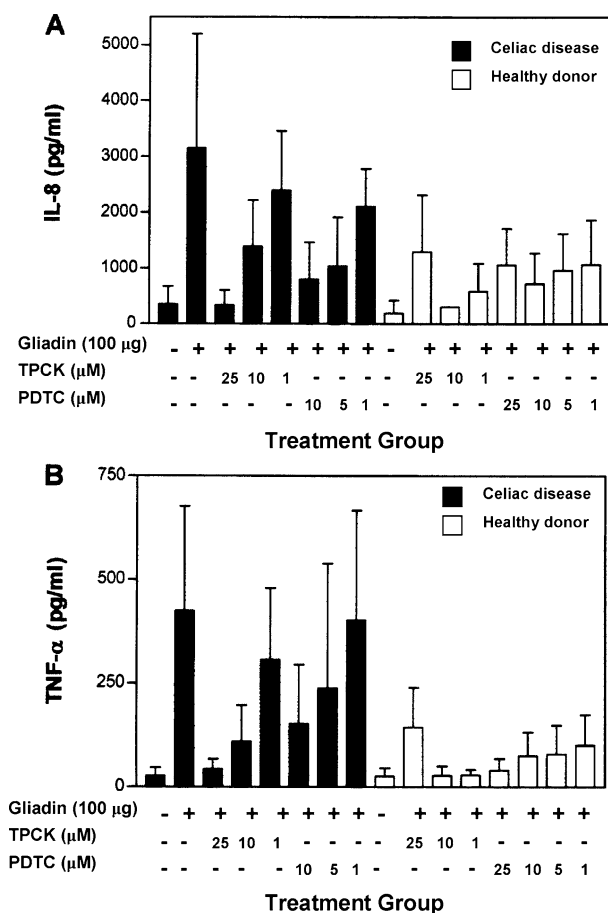 A
5000
4000
3000
2000
1000
0
IL-8 (pg/ml)
Celiac disease
Healthy donor
Gliadin (100 µg) - + + + + + + + - + + + + + + +
TPCK (µM) - - 25 10 1 - - - - 25 10 1 - - - -
PDTC (µM) - - - - - 10 5 1 - - - - 25 10 5 1
Treatment Group
B
750
500
250
0
TNF-α (pg/ml)
Celiac disease
Healthy donor
Gliadin (100 µg) - + + + + + + + - + + + + + + +
TPCK (µM) - - 25 10 1 - - - - 25 10 1 - - - -
PDTC (µM) - - - - - 10 5 1 - - - - 25 10 5 1
Treatment Group